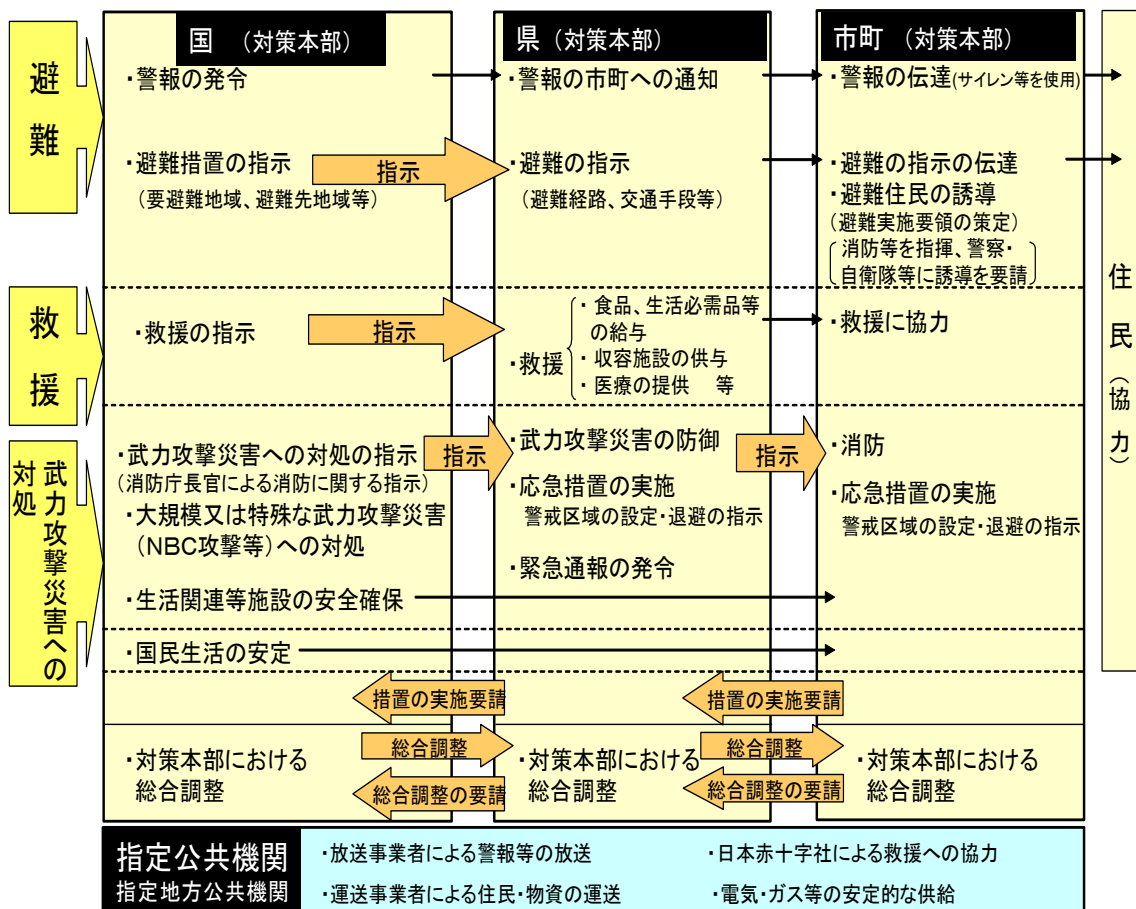 国 （対策本部）
県（対策本部）
市町（対策本部）
避難
・警報の発令
・警報の市町への通知
・警報の伝達(サイレン等を使用)
・避難措置の指示
（要避難地域、避難先地域等）
指示
・避難の指示
（避難経路、交通手段等）
・避難の指示の伝達
・避難住民の誘導
（避難実施要領の策定）
消防等を指揮、警察・
自衛隊等に誘導を要請
救援
・救援の指示
指示
・救援
・食品、生活必需品等
の給与
・収容施設の供与
・医療の提供 等
・救援に協力
武力攻撃災害への
対処
・武力攻撃災害への対処の指示
（消防庁長官による消防に関する指示）
・大規模又は特殊な武力攻撃災害
（NBC攻撃等）への対処
・生活関連等施設の安全確保
指示
・武力攻撃災害の防御
・応急措置の実施
警戒区域の設定・退避の指示
・緊急通報の発令
指示
・消防
・応急措置の実施
警戒区域の設定・退避の指示
・国民生活の安定
措置の実施要請
措置の実施要請
・対策本部における
総合調整
総合調整
総合調整の要請
・対策本部における
総合調整
総合調整
総合調整の要請
・対策本部における
総合調整
住民（協力）
指定公共機関
指定地方公共機関
・放送事業者による警報等の放送
・日本赤十字社による救援への協力
・運送事業者による住民・物資の運送
・電気・ガス等の安定的な供給